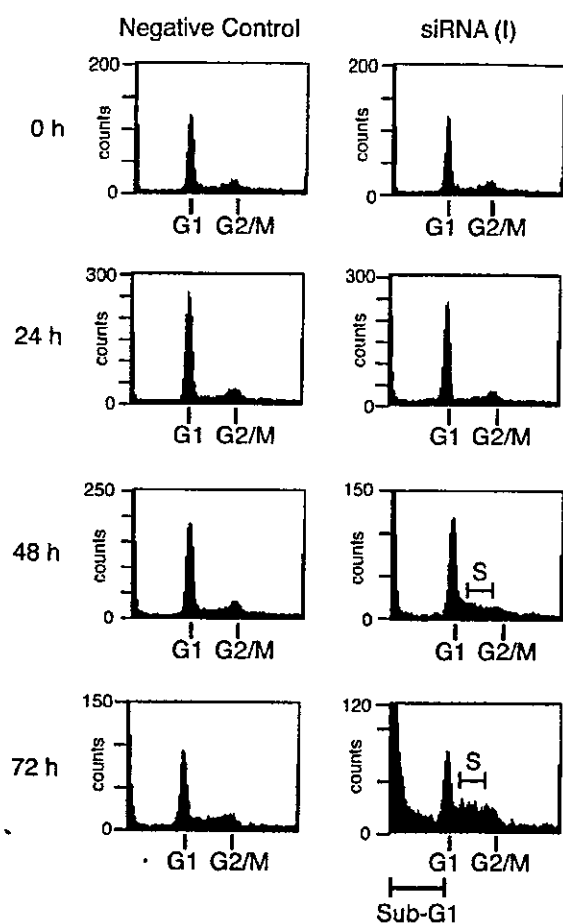 Negative Control siRNA (I)
0 h
200
counts
0
G1 G2/M
200
counts
0
G1 G2/M
24 h
300
counts
0
G1 G2/M
300
counts
0
G1 G2/M
48 h
250
counts
0
G1 G2/M
150
counts
0
S
G1 G2/M
72 h
150
counts
0
G1 G2/M
120
counts
0
S
G1 G2/M
Sub-G1